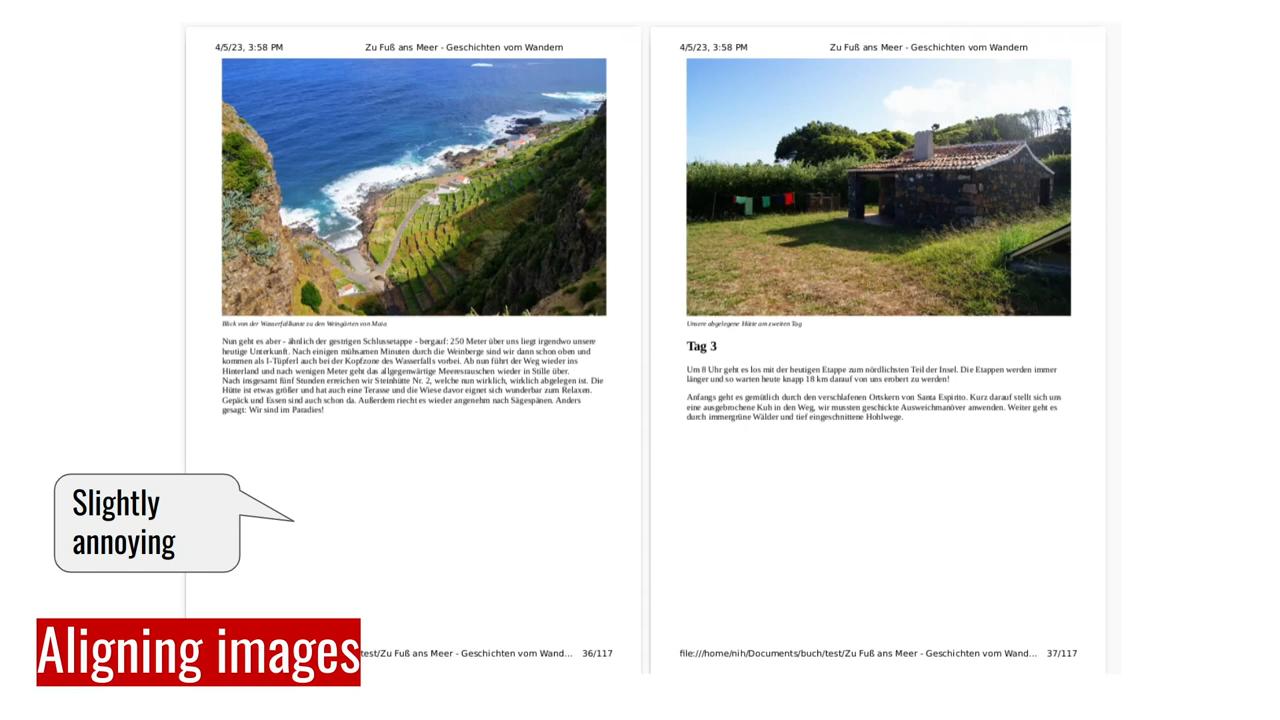 4/5/23, 3:58 PM Zu Fuß ans Meer - Geschichten vom Wandern
Blick von der Wasserfallkante zu den Weingärten von Maia
Nun geht es aber - ähnlich der gestrigen Schlussetappe - bergauf: 250 Meter über uns liegt irgendwo unsere
heutige Unterkunft. Nach einigen mühsamen Minuten durch die Weinberge sind wir dann schon oben und
kommen als I-Tüpferl auch bei der Kopfzone des Wasserfalls vorbei. Ab nun führt der Weg wieder ins
Hinterland und nach wenigen Meter geht das allgegenwärtige Meeresrauschen wieder in Stille über.
Nach insgesamt fünf Stunden erreichen wir Steinhütte Nr. 2, welche nun wirklich, wirklich abgelegen ist. Die
Hütte ist etwas größer und hat auch eine Terasse und die Wiese davor eignet sich wunderbar zum Relaxen.
Gepäck und Essen sind auch schon da. Außerdem riecht es wieder angenehm nach Sägespänen. Anders
gesagt: Wir sind im Paradies!
Slightly
annoying
Aligning images
test/Zu Fuß ans Meer - Geschichten vom Wand... 36/117
4/5/23, 3:58 PM Zu Fuß ans Meer - Geschichten vom Wandern
Unsere abgelegene Hütte am zweiten Tag
Tag 3
Um 8 Uhr geht es los mit der heutigen Etappe zum nördlichsten Teil der Insel. Die Etappen werden immer
länger und so warten heute knapp 18 km darauf von uns erobert zu werden!
Anfangs geht es gemütlich durch den verschlafenen Ortskern von Santa Espirito. Kurz darauf stellt sich uns
eine ausgebrochene Kuh in den Weg, wir mussten geschickte Ausweichmanöver anwenden. Weiter geht es
durch immergrüne Wälder und tief eingeschnittene Hohlwege.
file:///home/nih/Documents/buch/test/Zu Fuß ans Meer - Geschichten vom Wand... 37/117